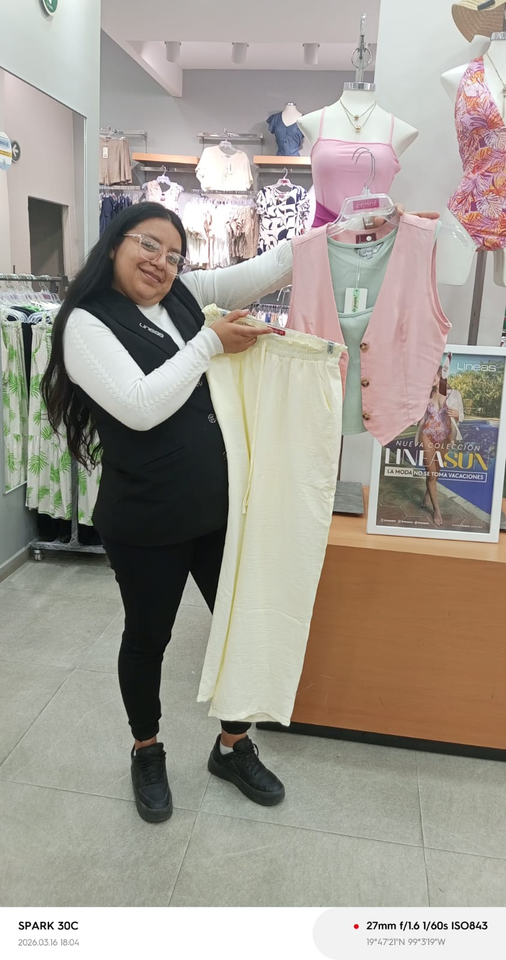 Lineas
Lineas
NUEVA COLECCIÓN
LINEASUN
LA MODA NO SE TOMA VACACIONES
SPARK 30C
2026.03.16 18:04
27mm f/1.6 1/60s ISO843
19°47'21"N 99°3'19"W